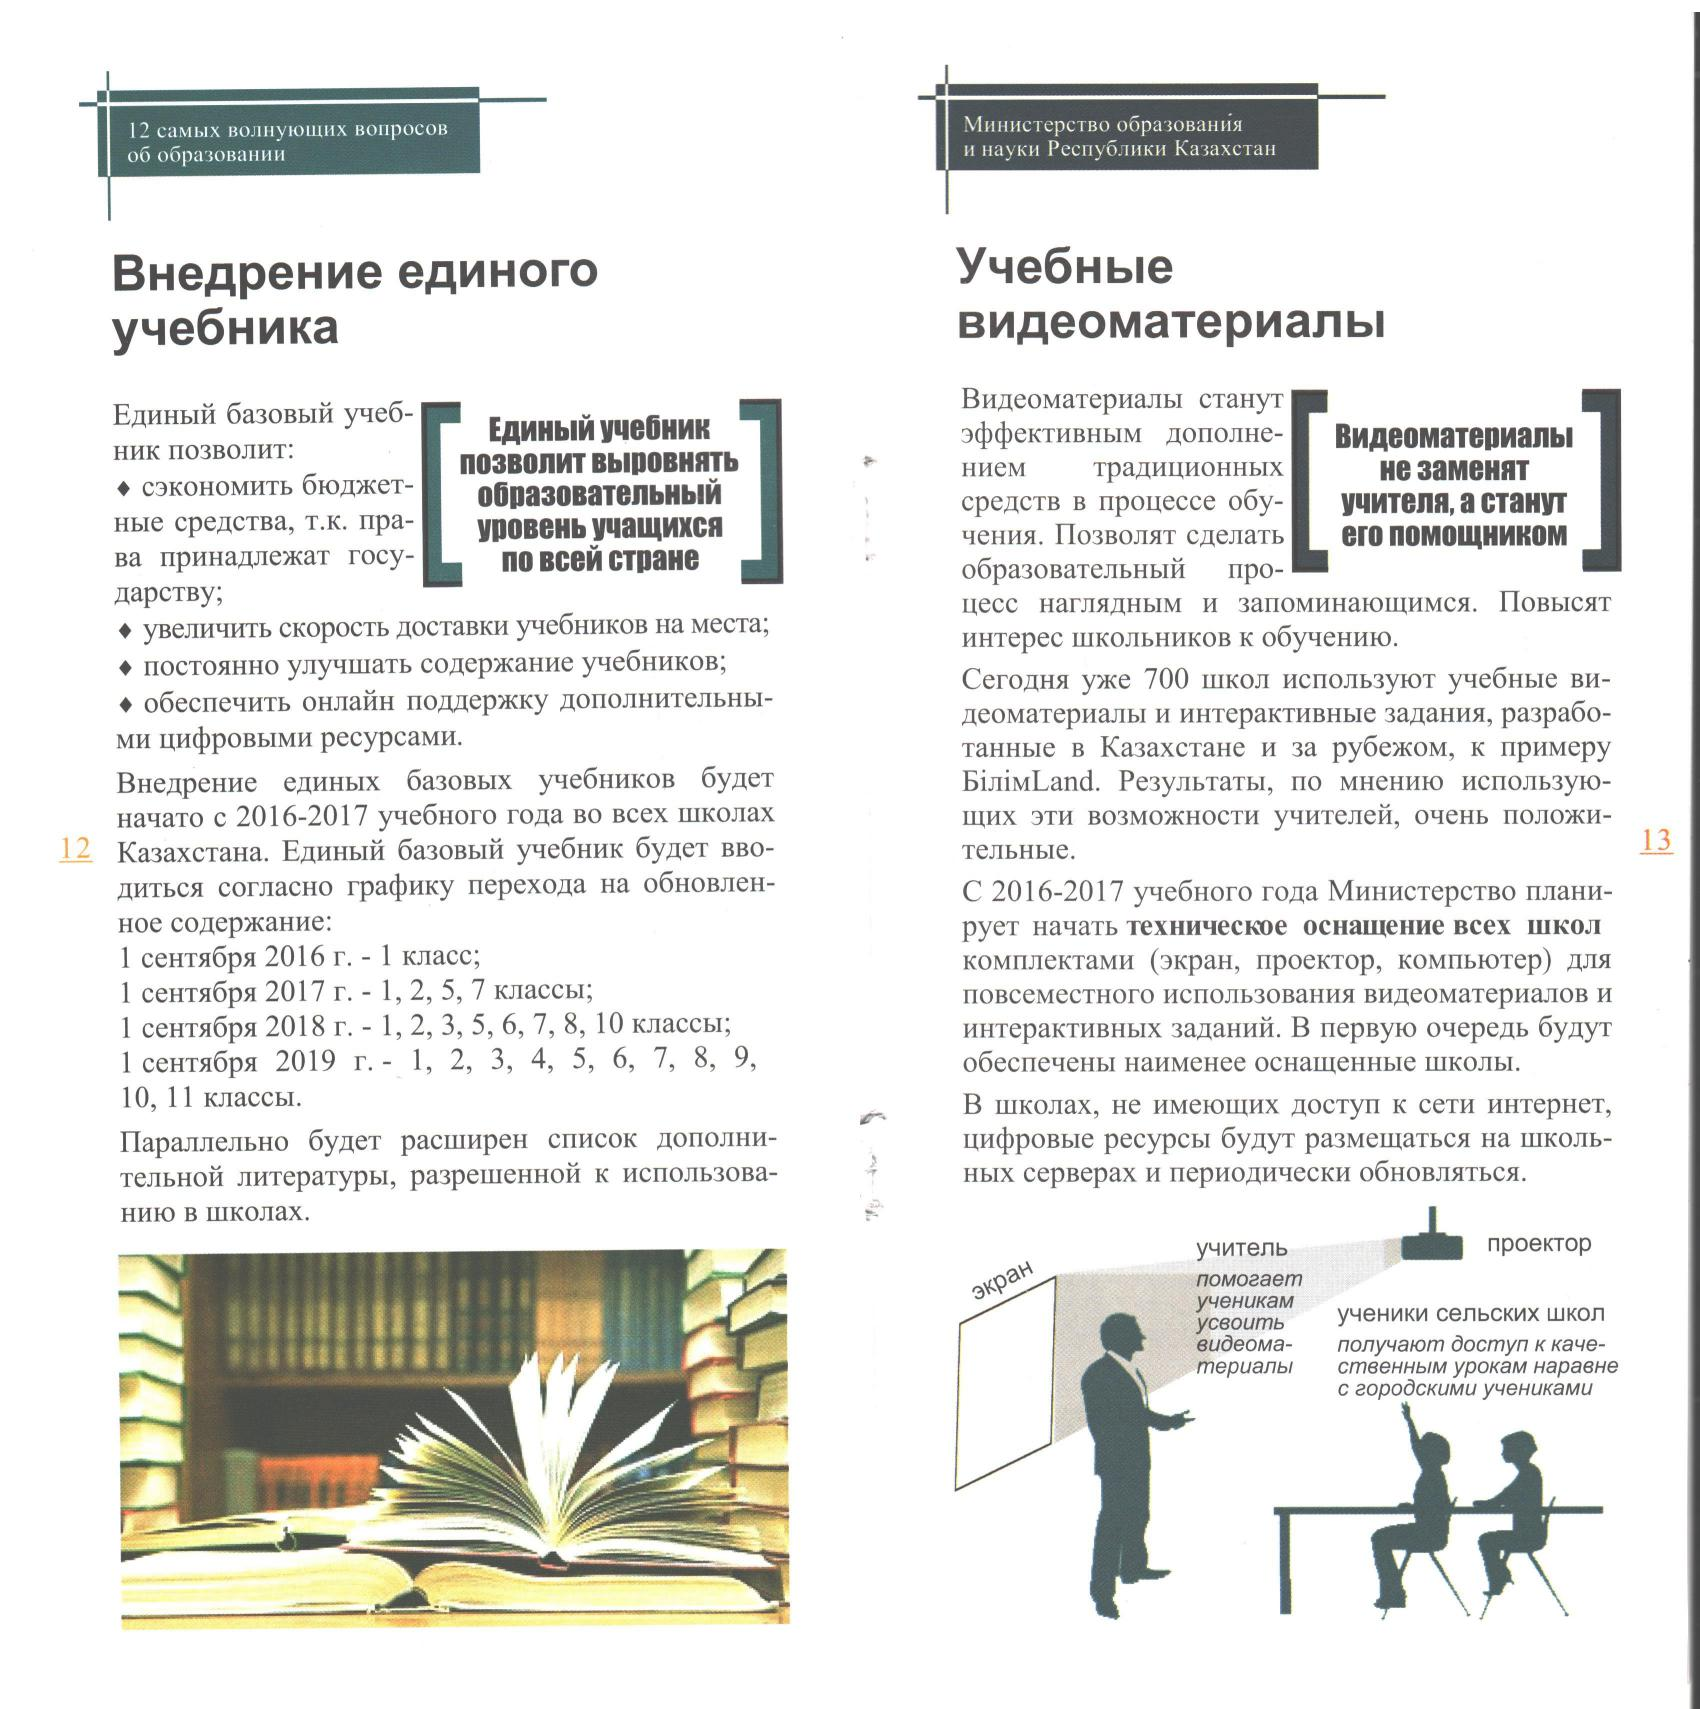 12 самых волнующих вопросов
об образовании
Внедрение единого
учебника
Единый базовый учеб-
ник позволит:
♦ сэкономить бюджет-
ные средства, т.к. пра-
ва принадлежат госу-
дарству;
Единый учебник
позволит выровнять
образовательный
уровень учащихся
по всей стране
♦ увеличить скорость доставки учебников на места;
♦ постоянно улучшать содержание учебников;
♦ обеспечить онлайн поддержку дополнительны-
ми цифровыми ресурсами.
Внедрение единых базовых учебников будет
начато с 2016-2017 учебного года во всех школах
Казахстана. Единый базовый учебник будет вво-
диться согласно графику перехода на обновлен-
ное содержание:
1 сентября 2016 г. - 1 класс;
1 сентября 2017 г. - 1, 2, 5, 7 классы;
1 сентября 2018 г. - 1, 2, 3, 5, 6, 7, 8, 10 классы;
1 сентября 2019 г. - 1, 2, 3, 4, 5, 6, 7, 8, 9,
10, 11 классы.
Параллельно будет расширен список дополни-
тельной литературы, разрешенной к использова-
нию в школах.
12
Министерство образования
и науки Республики Казахстан
Учебные
видеоматериалы
Видеоматериалы станут
эффективным дополне-
нием традиционных
средств в процессе обу-
чения. Позволят сделать
образовательный про-
цесс наглядным и запоминающимся. Повысят
интерес школьников к обучению.
Видеоматериалы
не заменят
учителя, а станут
его помощником
Сегодня уже 700 школ используют учебные ви-
деоматериалы и интерактивные задания, разрабо-
танные в Казахстане и за рубежом, к примеру
БiлiмLand. Результаты, по мнению использую-
щих эти возможности учителей, очень положи-
тельные.
С 2016-2017 учебного года Министерство плани-
рует начать техническое оснащение всех школ
комплектами (экран, проектор, компьютер) для
повсеместного использования видеоматериалов и
интерактивных заданий. В первую очередь будут
обеспечены наименее оснащенные школы.
В школах, не имеющих доступ к сети интернет,
цифровые ресурсы будут размещаться на школь-
ных серверах и периодически обновляться.
13
экран
учитель
помогает
ученикам
усвоить
видеома-
териалы
проектор
ученики сельских школ
получают доступ к каче-
ственным урокам наравне
с городскими учениками